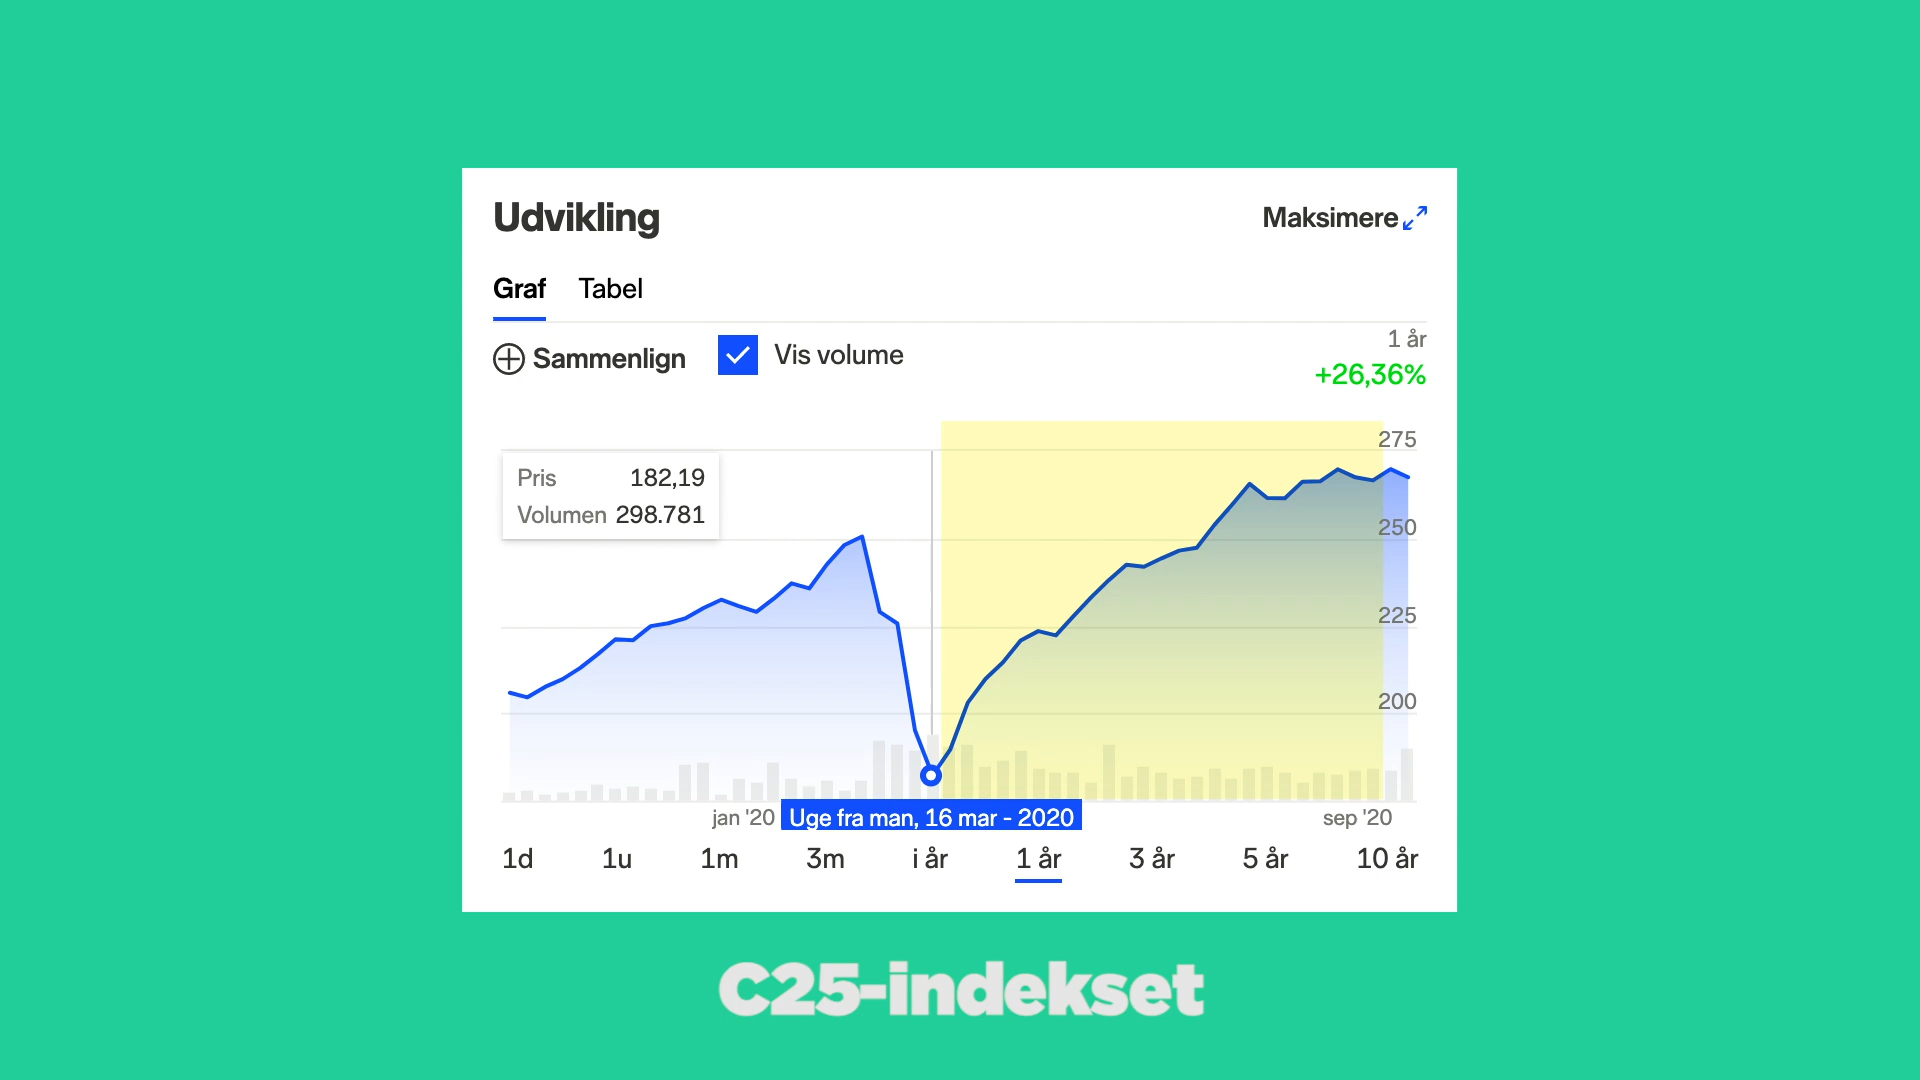 Udvikling
Maksimere
Graf Tabel
Sammenlign Vis volume
1 år
+26,36%
275
Pris 182,19
Volumen 298.781
250
225
200
jan '20 Uge fra man, 16 mar - 2020 sep '20
1d 1u 1m 3m i år 1 år 3 år 5 år 10 år
C25-indekset